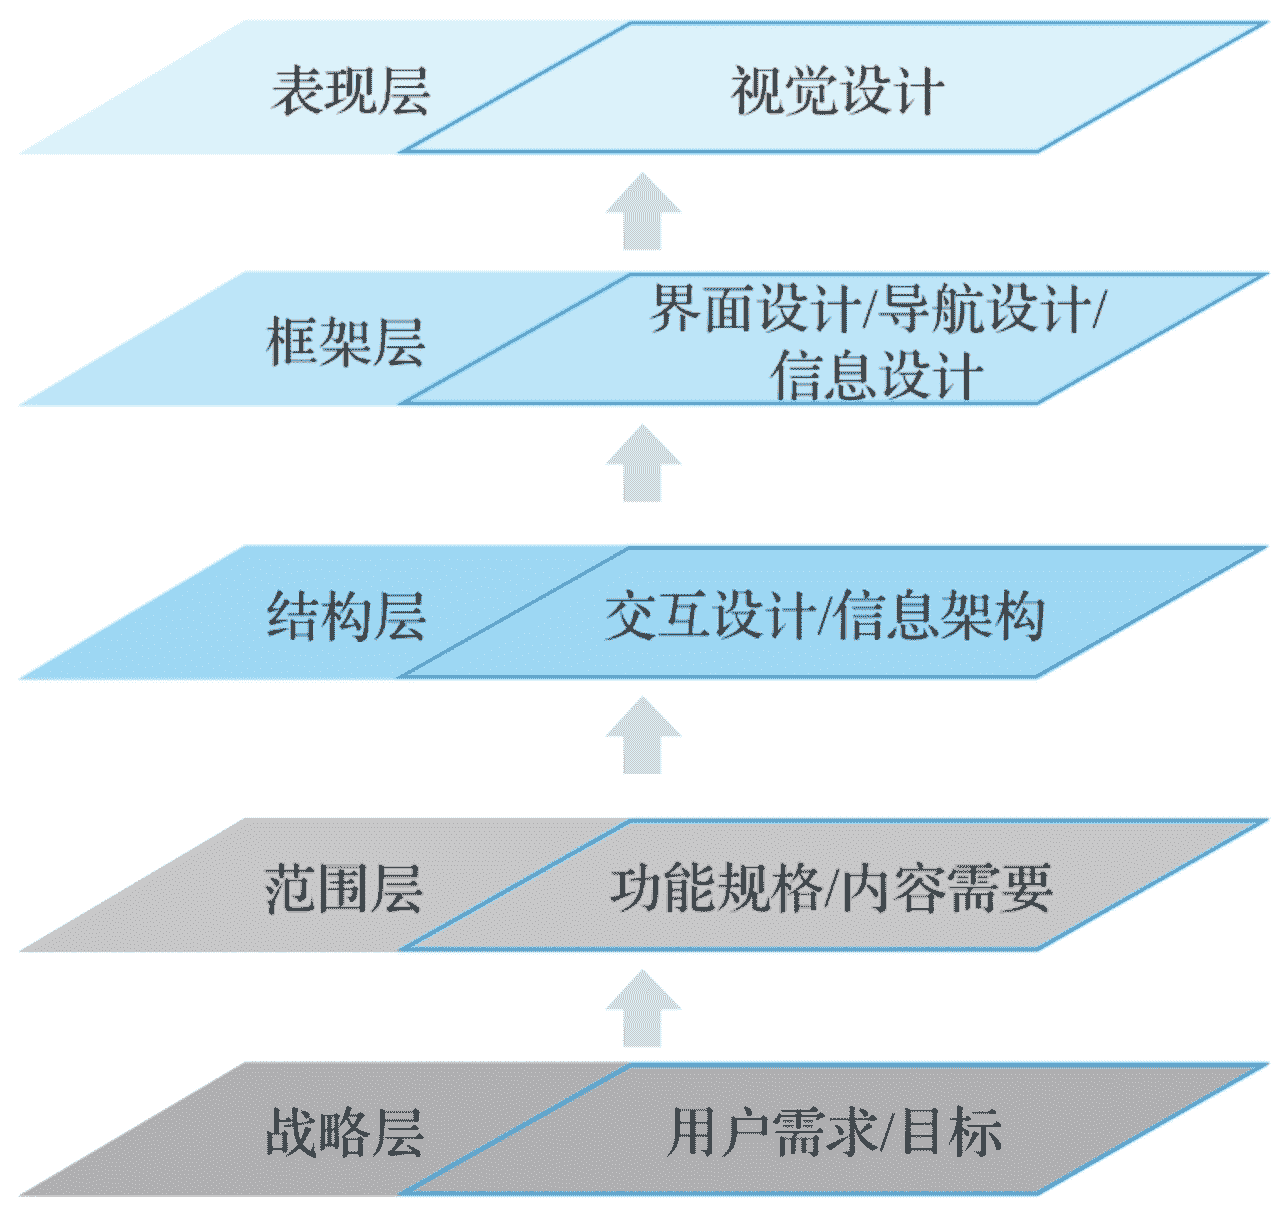 表现层
视觉设计
框架层
界面设计/导航设计/
信息设计
结构层
交互设计/信息架构
范围层
功能规格/内容需要
战略层
用户需求/目标